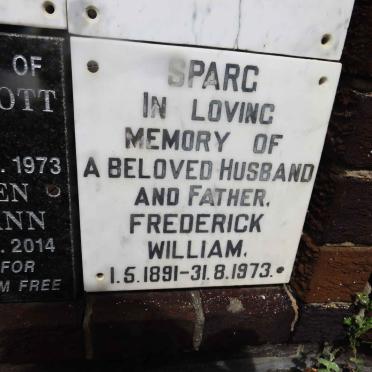 OF
OTT
. 1973
EN
ANN
. 2014
FOR
M FREE
SPARG
IN LOVING
MEMORY OF
A BELOVED HUSBAND
AND FATHER.
FREDERICK
WILLIAM.
1.5.1891-31.8.1973.